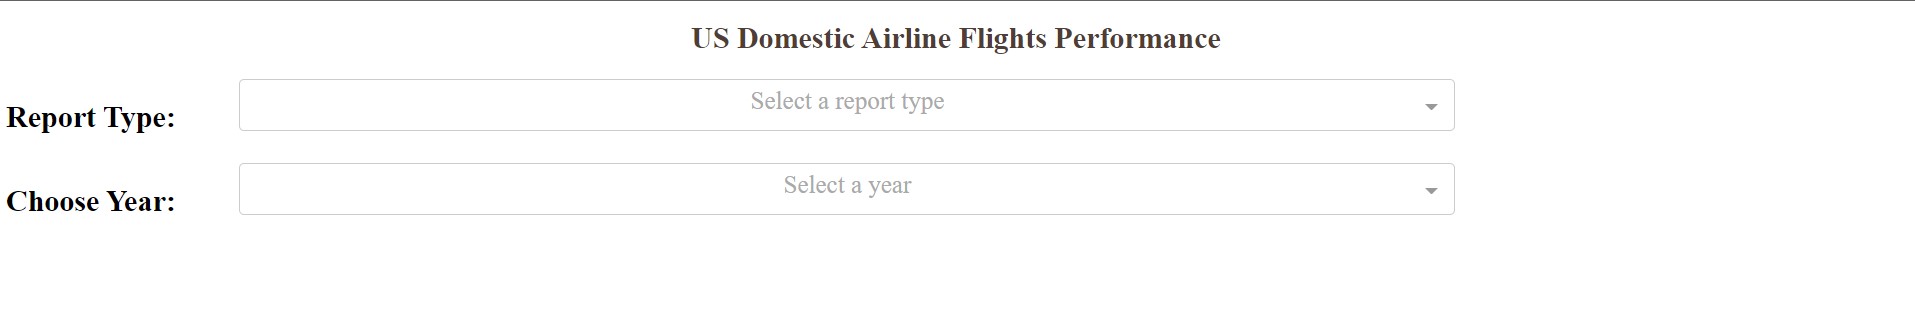 US Domestic Airline Flights Performance
Report Type:
Select a report type
Choose Year:
Select a year